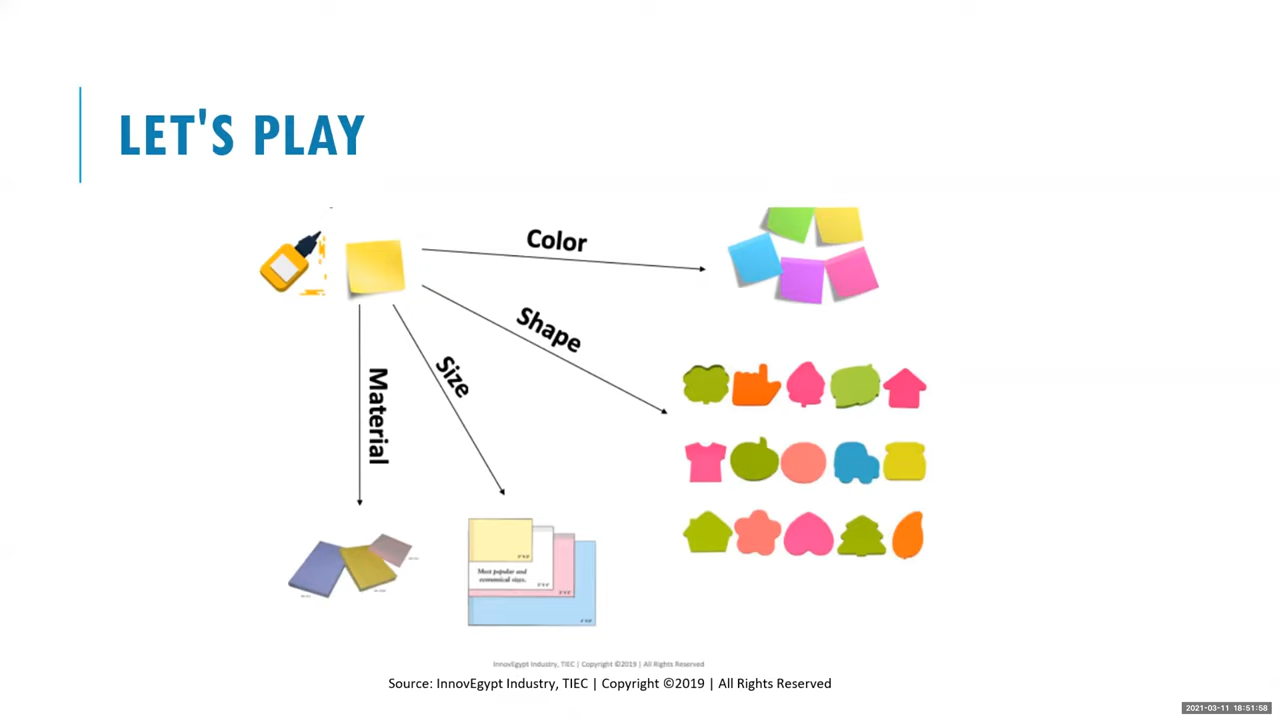 LET'S PLAY
Color
Shape
Size
Material
Most popular and
economical sizes.
InnovEgypt Industry, TIEC | Copyright ©2019 | All Rights Reserved
Source: InnovEgypt Industry, TIEC | Copyright ©2019 | All Rights Reserved
2021-03-11 18:51:58